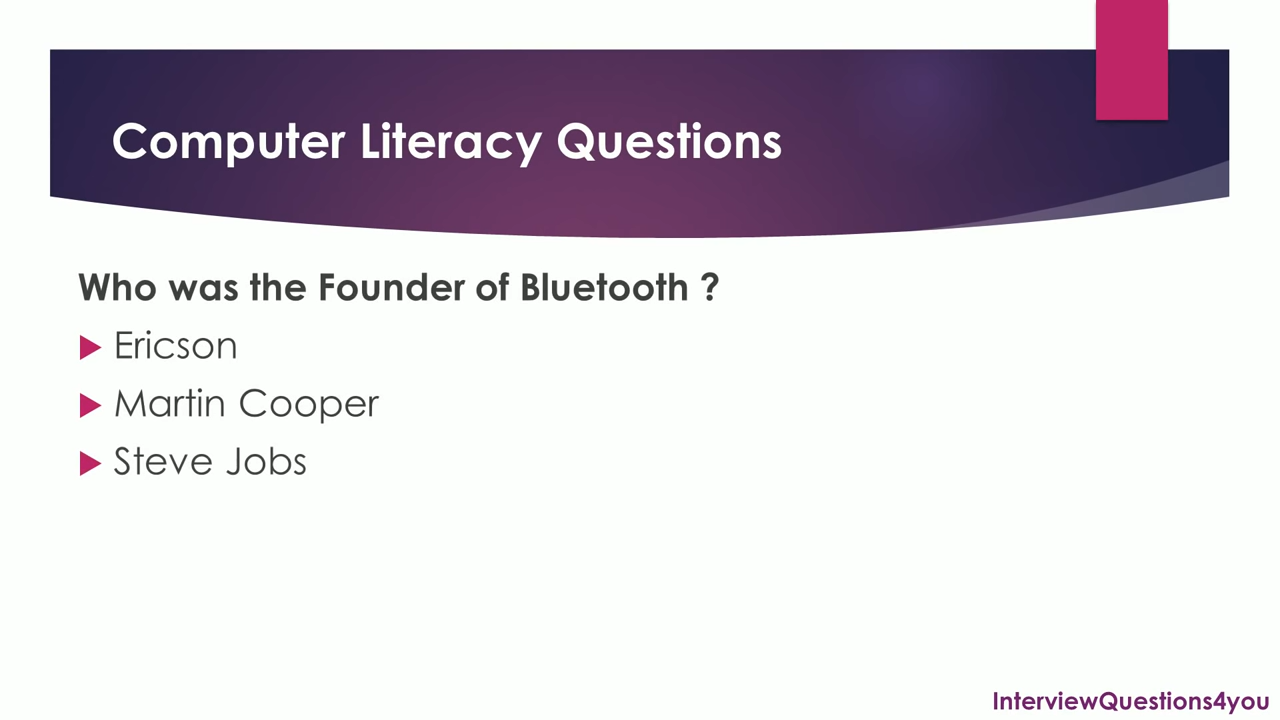 Computer Literacy Questions
Who was the Founder of Bluetooth ?
Ericson
Martin Cooper
Steve Jobs
InterviewQuestions4you